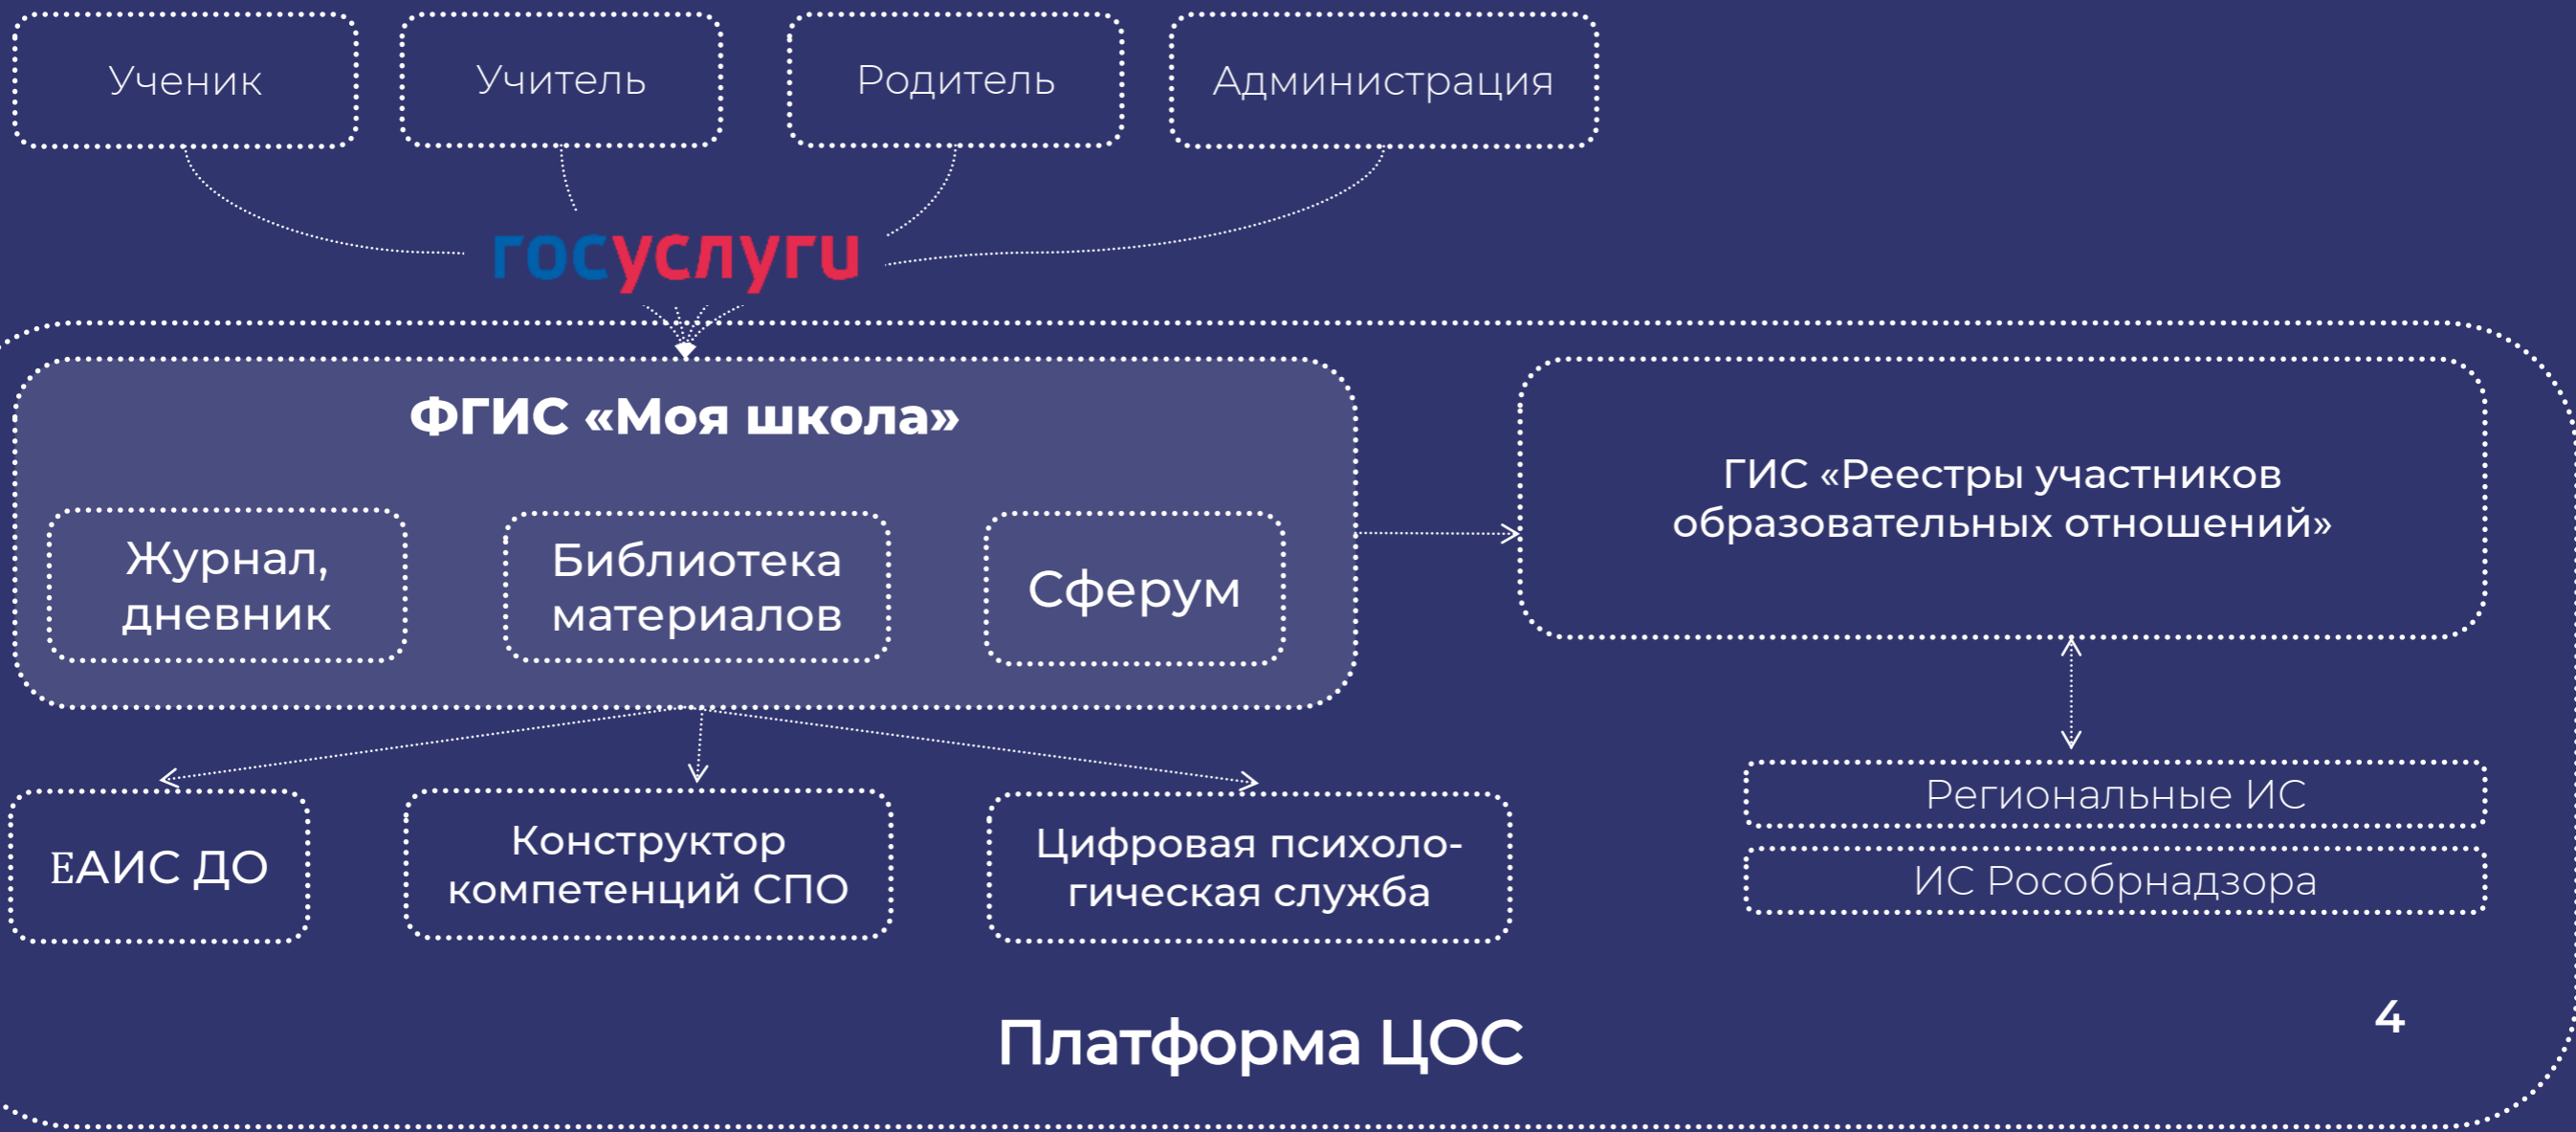 Ученик
Учитель
Родитель
Администрация
госуслуги
ФГИС «Моя школа»
Журнал,
дневник
Библиотека
материалов
Сферум
ГИС «Реестры участников
образовательных отношений»
ЕАИС ДО
Конструктор
компетенций СПО
Цифровая психоло-
гическая служба
Региональные ИС
ИС Рособрнадзора
Платформа ЦОС
4